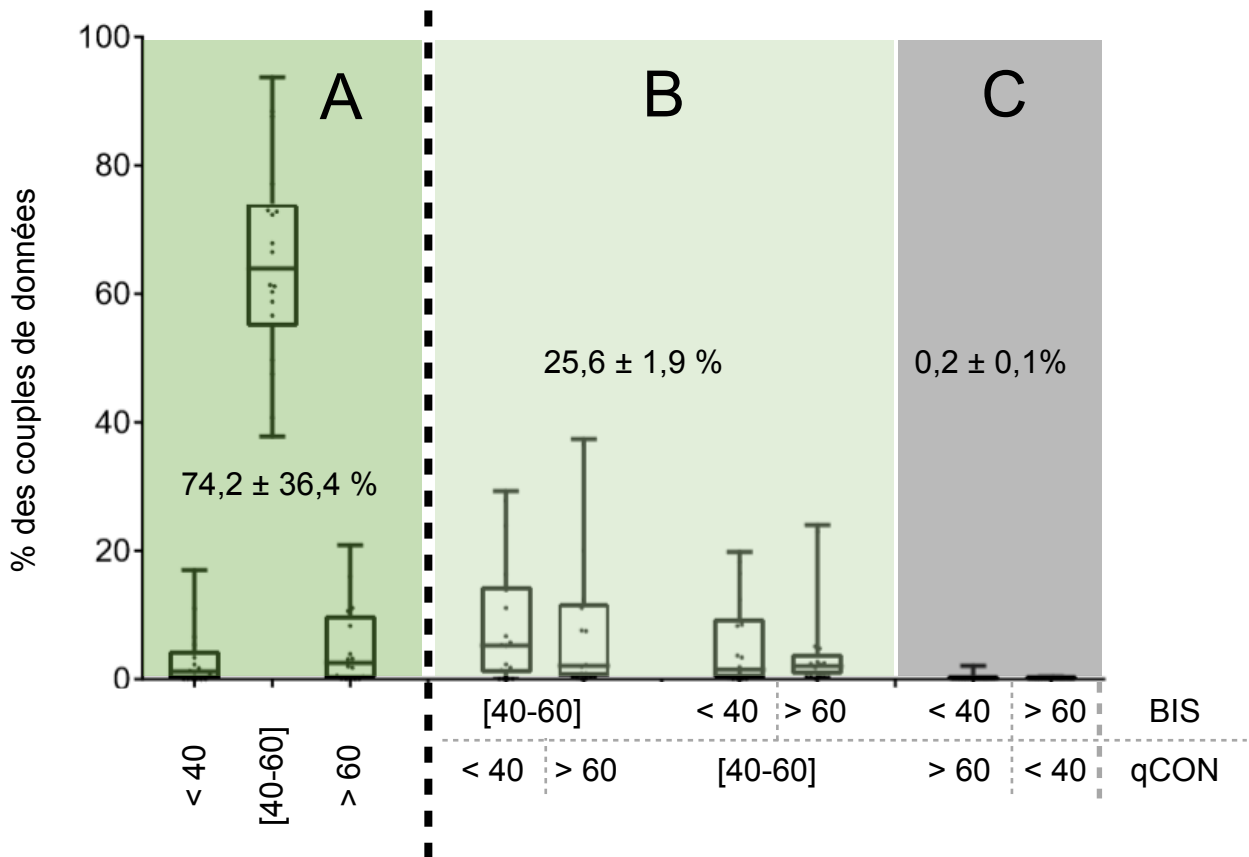 % des couples de données
100
80
60
40
20
0
A
B
C
74,2 ± 36,4 %
25,6 ± 1,9 %
0,2 ± 0,1%
< 40
[40-60]
> 60
[40-60] < 40 > 60 < 40 > 60 BIS
< 40 > 60 [40-60] > 60 < 40 qCON